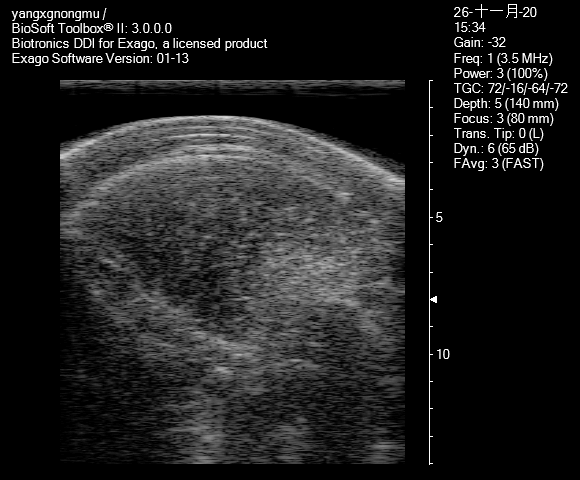 yangxgnongmu /
BioSoft Toolbox® II: 3.0.0.0
Biotronics DDI for Exago, a licensed product
Exago Software Version: 01-13
26-十一月-20
15:34
Gain: -32
Freq: 1 (3.5 MHz)
Power: 3 (100%)
TGC: 72/-16/-64/-72
Depth: 5 (140 mm)
Focus: 3 (80 mm)
Trans. Tip: 0 (L)
Dyn.: 6 (65 dB)
FAvg: 3 (FAST)
5
10